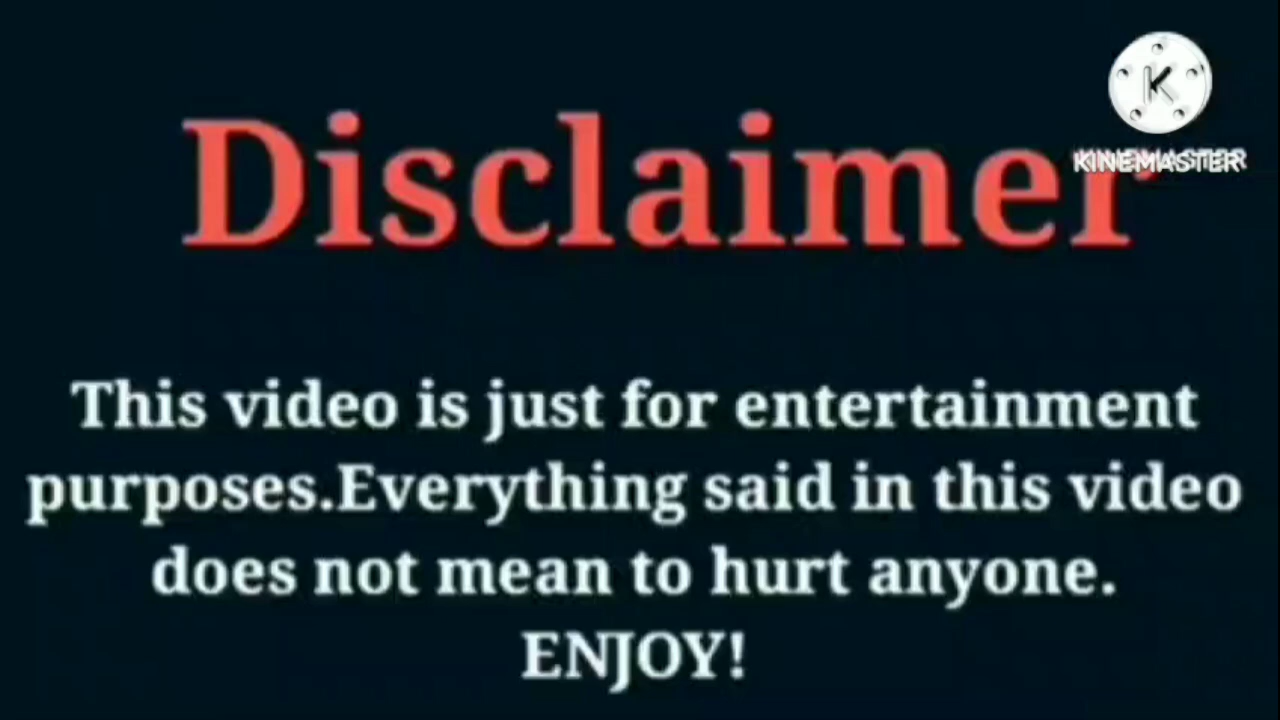 K
KINEMASTER
Disclaimer
This video is just for entertainment
purposes.Everything said in this video
does not mean to hurt anyone.
ENJOY!